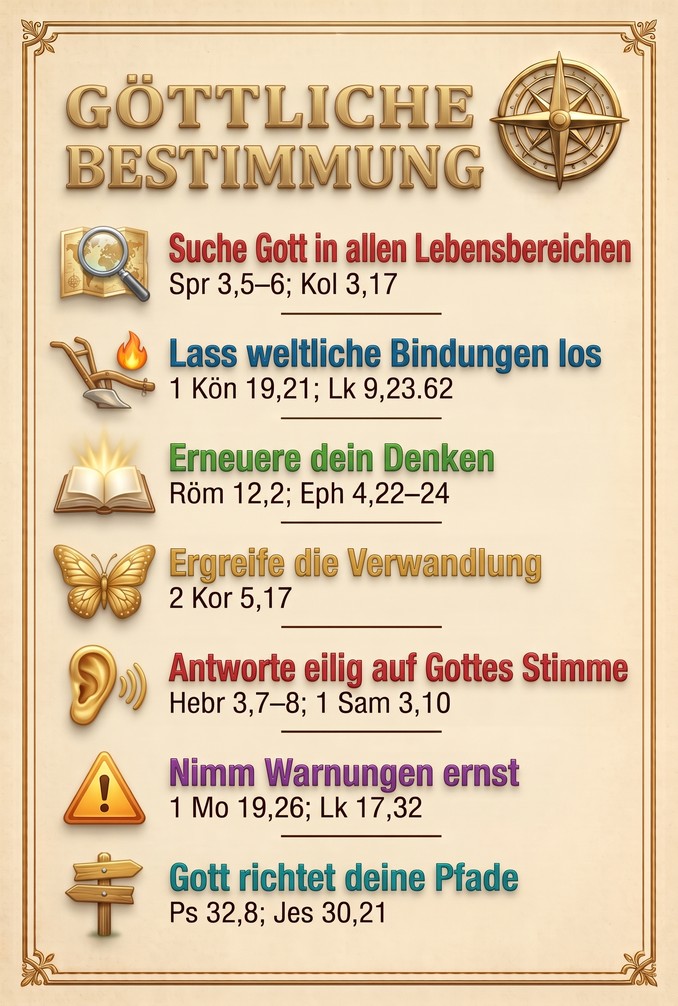 GÖTTLICHE
BESTIMMUNG
Suche Gott in allen Lebensbereichen
Spr 3,5–6; Kol 3,17
Lass weltliche Bindungen los
1 Kön 19,21; Lk 9,23.62
Erneuere dein Denken
Röm 12,2; Eph 4,22–24
Ergreife die Verwandlung
2 Kor 5,17
Antworte eilig auf Gottes Stimme
Hebr 3,7–8; 1 Sam 3,10
Nimm Warnungen ernst
1 Mo 19,26; Lk 17,32
Gott richtet deine Pfade
Ps 32,8; Jes 30,21